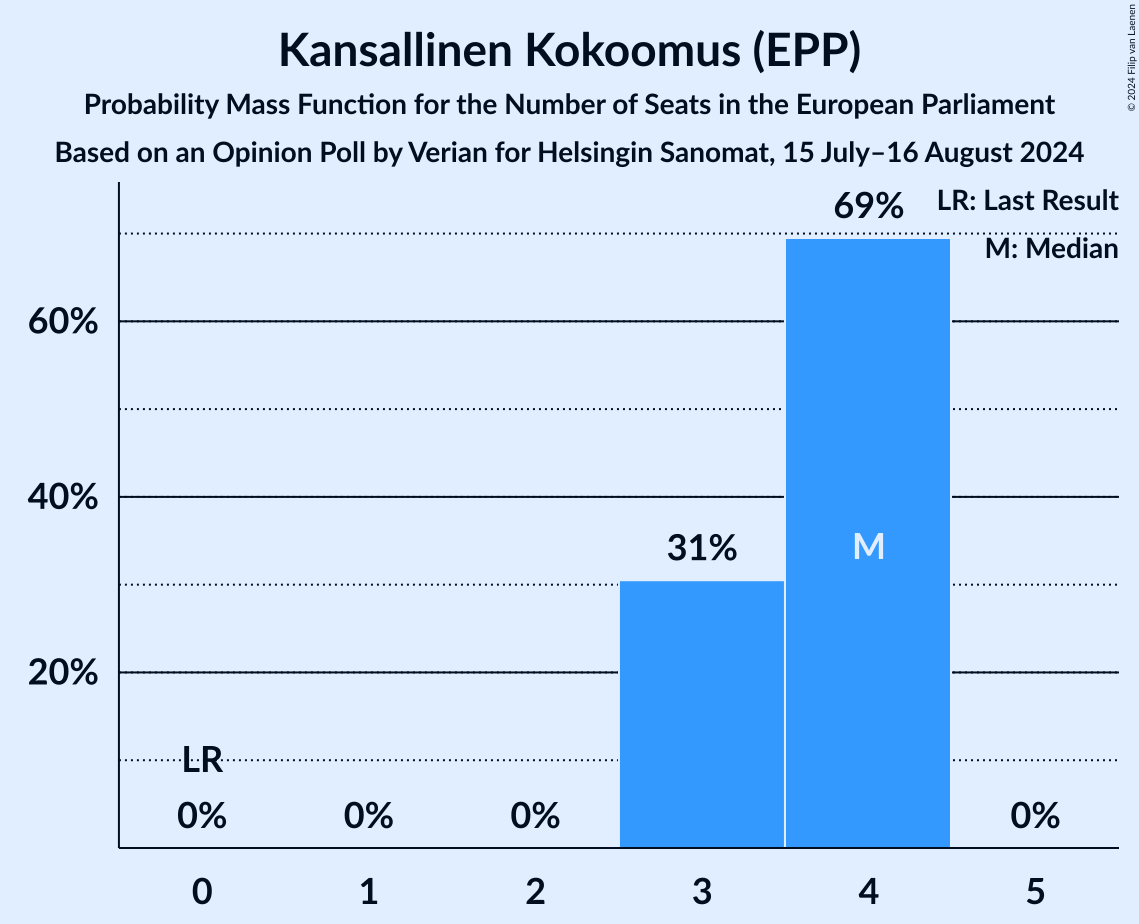 Kansallinen Kokoomus (EPP)
Probability Mass Function for the Number of Seats in the European Parliament
Based on an Opinion Poll by Verian for Helsingin Sanomat, 15 July–16 August 2024
© 2024 Filip van Laenen
LR: Last Result
M: Median
69%
60%
40%
31%
M
20%
LR
0%
0%
0%
0%
0
1
2
3
4
5